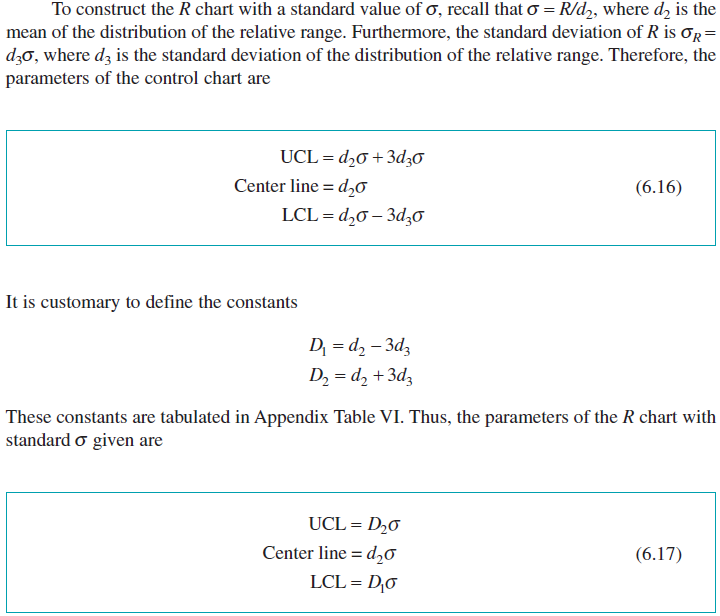 To construct the R chart with a standard value of σ, recall that σ = R/d₂, where d₂ is the
mean of the distribution of the relative range. Furthermore, the standard deviation of R is σR =
d₃σ, where d₃ is the standard deviation of the distribution of the relative range. Therefore, the
parameters of the control chart are
UCL = d₂σ + 3d₃σ
Center line = d₂σ (6.16)
LCL = d₂σ – 3d₃σ
It is customary to define the constants
D₁ = d₂ – 3d₃
D₂ = d₂ + 3d₃
These constants are tabulated in Appendix Table VI. Thus, the parameters of the R chart with
standard σ given are
UCL = D₂σ
Center line = d₂σ (6.17)
LCL = D₁σ